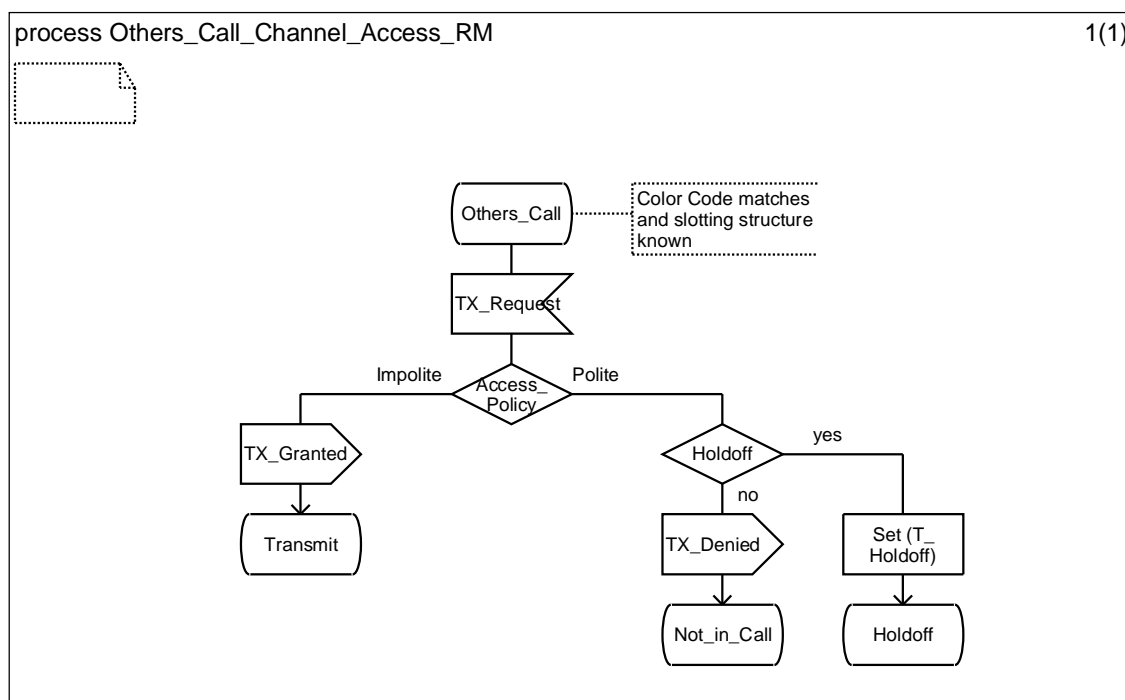 process Others_Call_Channel_Access_RM
1(1)
Others_Call
Color Code matches
and slotting structure
known
TX_Request
Impolite
Access_
Policy
Polite
TX_Granted
Holdoff
yes
no
Transmit
TX_Denied
Set (T_
Holdoff)
Not_in_Call
Holdoff